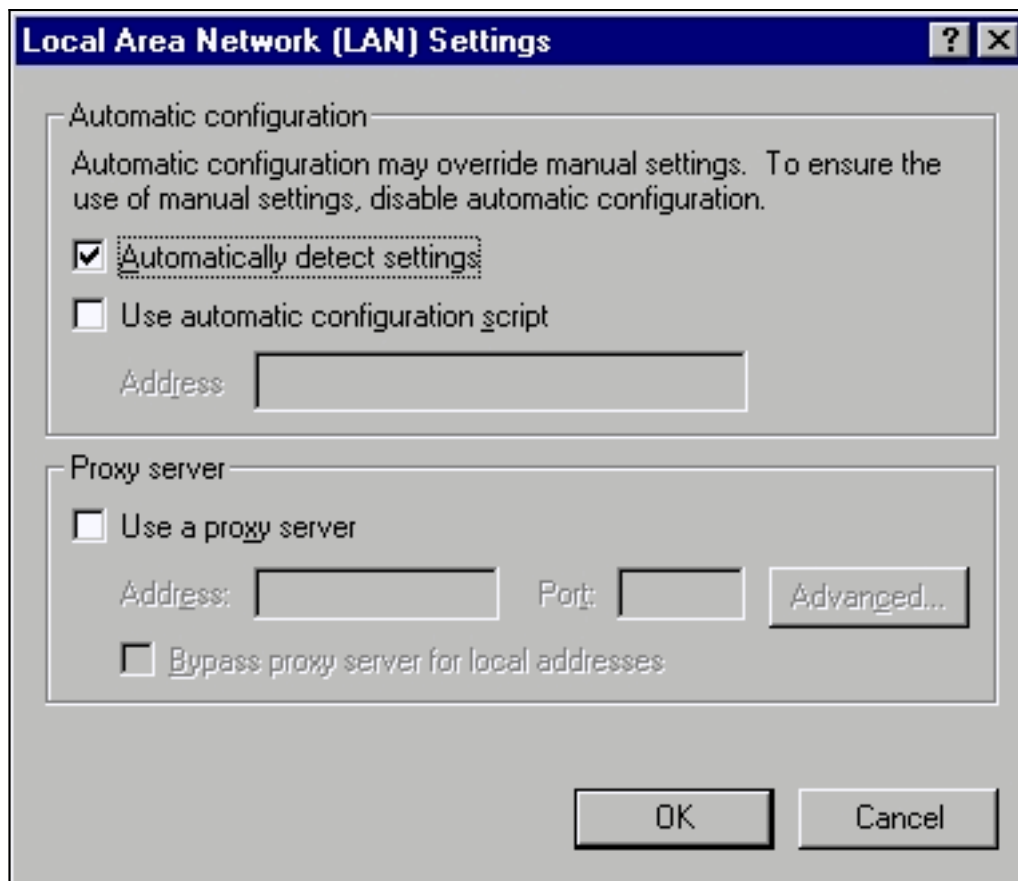 Local Area Network (LAN) Settings
Automatic configuration
Automatic configuration may override manual settings.  To ensure the
use of manual settings, disable automatic configuration.
Automatically detect settings
Use automatic configuration script
Address
Proxy server
Use a proxy server
Address: Port: Advanced...
Bypass proxy server for local addresses
OK Cancel